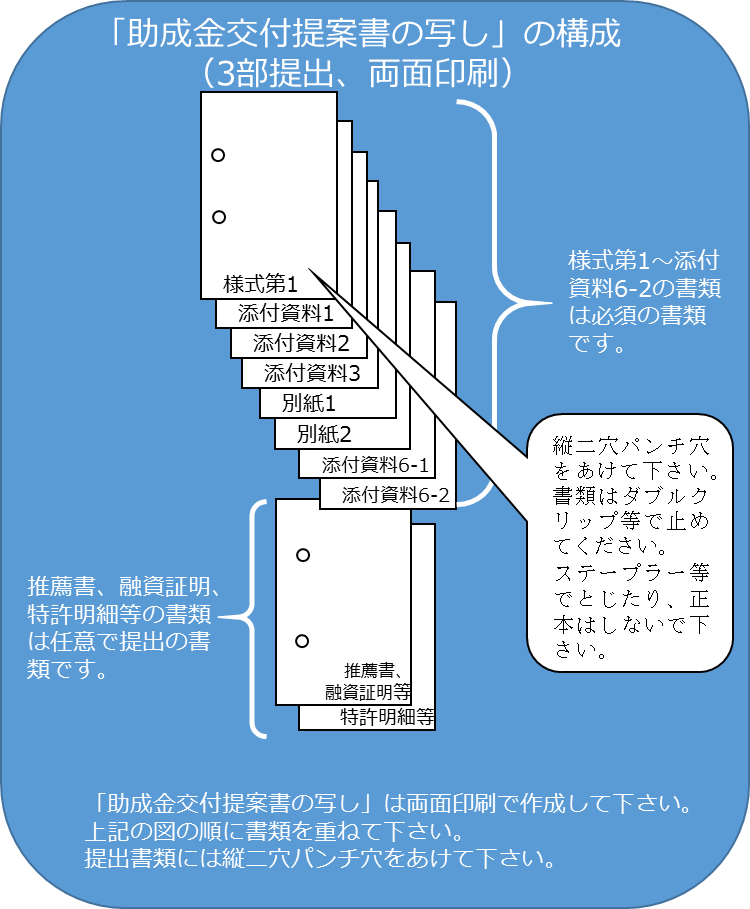 「助成金交付提案書の写し」の構成
（3部提出、両面印刷）
様式第1
添付資料1
添付資料2
添付資料3
別紙1
別紙2
添付資料6-1
添付資料6-2
様式第1～添付
資料6-2の書類
は必須の書類
です。
縦二穴パンチ穴
をあけて下さい。
書類はダブルク
リップ等で止め
てください。
ステープラー等
でとじたり、正
本はしないで下
さい。
推薦書、融資証明、
特許明細等の書類
は任意で提出の書
類です。
推薦書、
融資証明等
特許明細等
「助成金交付提案書の写し」は両面印刷で作成して下さい。
上記の図の順に書類を重ねて下さい。
提出書類には縦二穴パンチ穴をあけて下さい。